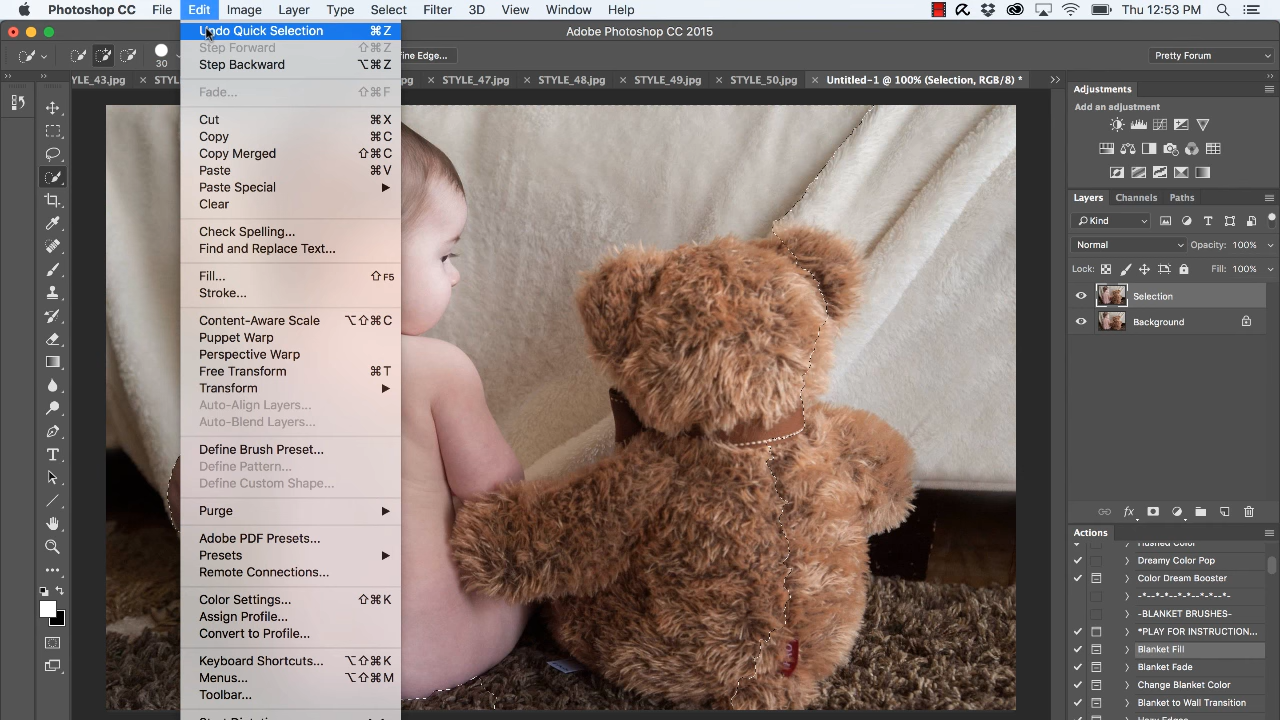 Photoshop CC File Edit Image Layer Type Select Filter 3D View Window Help Thu 12:53 PM
Adobe Photoshop CC 2015
30
ine Edge...
Pretty Forum
YLE_43.jpg
STYLE_47.jpg
STYLE_48.jpg
STYLE_49.jpg
STYLE_50.jpg
Untitled-1 @ 100% (Selection, RGB/8) *
Undo Quick Selection ⌘Z
Step Forward ⇧⌘Z
Step Backward ⌥⌘Z
Fade... ⇧⌘F
Cut ⌘X
Copy ⌘C
Copy Merged ⇧⌘C
Paste ⌘V
Paste Special
Clear
Check Spelling...
Find and Replace Text...
Fill... ⇧F5
Stroke...
Content-Aware Scale ⌥⇧⌘C
Puppet Warp
Perspective Warp
Free Transform ⌘T
Transform
Auto-Align Layers...
Auto-Blend Layers...
Define Brush Preset...
Define Pattern...
Define Custom Shape...
Purge
Adobe PDF Presets...
Presets
Remote Connections...
Color Settings... ⇧⌘K
Assign Profile...
Convert to Profile...
Keyboard Shortcuts... ⌥⇧⌘K
Menus... ⌥⇧⌘M
Toolbar...
Adjustments
Add an adjustment
Layers Channels Paths
Kind
Normal Opacity: 100%
Lock: Fill: 100%
Selection
Background
Actions
Dreamy Color Pop
Color Dream Booster
-*--*--*--*--*--*--*-
-BLANKET BRUSHES-
*PLAY FOR INSTRUCTION...
Blanket Fill
Blanket Fade
Change Blanket Color
Blanket to Wall Transition